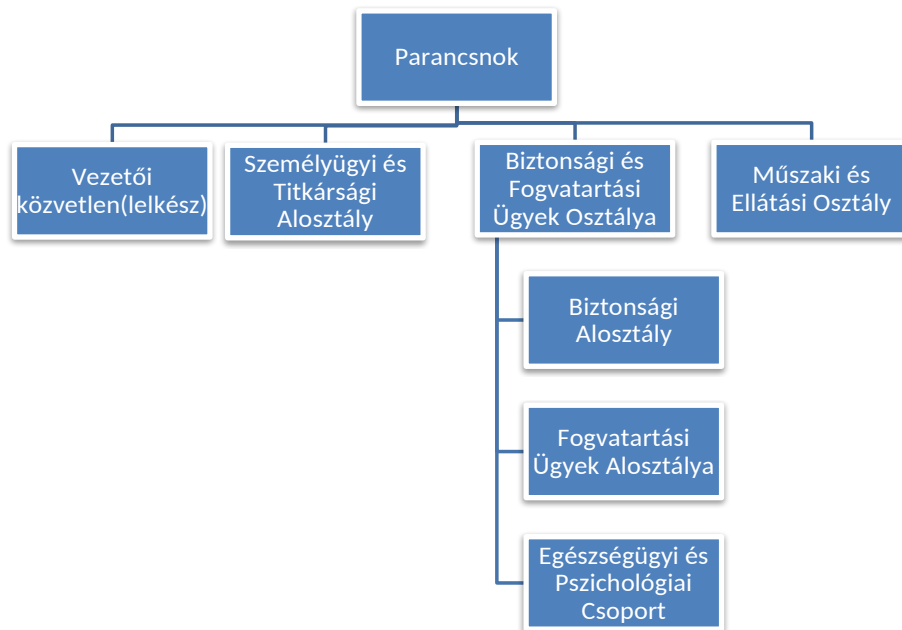 Parancsnok
Vezetői
közvetlen(lelkész)
Személyügyi és
Titkársági
Alosztály
Biztonsági és
Fogvatartási
Ügyek Osztálya
Műszaki és
Ellátási Osztály
Biztonsági
Alosztály
Fogvatartási
Ügyek Alosztálya
Egészségügyi és
Pszichológiai
Csoport